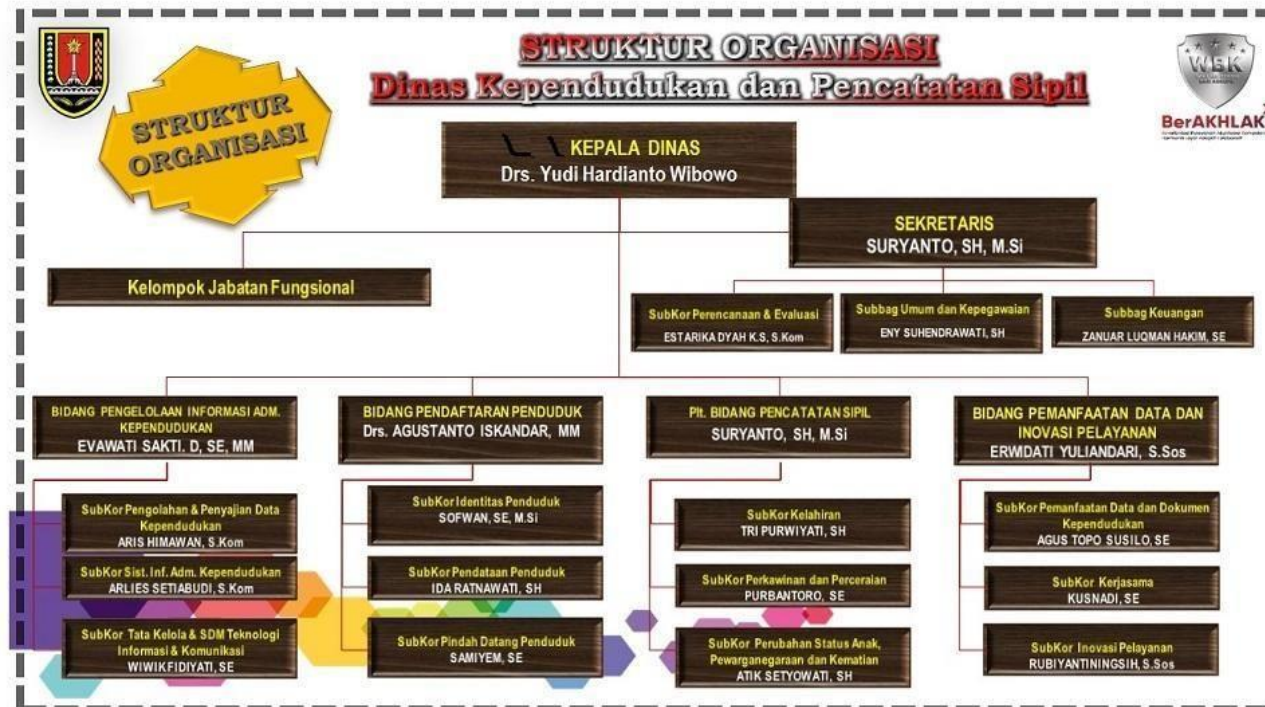 STRUKTUR ORGANISASI
Dinas Kependudukan dan Pencatatan Sipil
STRUKTUR
ORGANISASI
WBK
BerAKHLAK
KEPALA DINAS
Drs. Yudi Hardianto Wibowo
SEKRETARIS
SURYANTO, SH, M.Si
Kelompok Jabatan Fungsional
SubKor Perencanaan & Evaluasi
ESTARIKA DYAH K.S, S.Kom
Subbag Umum dan Kepegawaian
ENY SUHENDRAWATI, SH
Subbag Keuangan
ZANUAR LUQMAN HAKIM, SE
BIDANG PENGELOLAAN INFORMASI ADM.
KEPENDUDUKAN
EVAWATI SAKTI. D, SE, MM
SubKor Pengolahan & Penyajian Data
Kependudukan
ARIS HIMAWAN, S.Kom
SubKor Sist. Inf. Adm. Kependudukan
ARLIES SETIABUDI, S.Kom
SubKor Tata Kelola & SDM Teknologi
Informasi & Komunikasi
WIWIK FIDIYATI, SE
BIDANG PENDAFTARAN PENDUDUK
Drs. AGUSTANTO ISKANDAR, MM
SubKor Identitas Penduduk
SOFWAN, SE, M.Si
SubKor Pendataan Penduduk
IDA RATNAWATI, SH
SubKor Pindah Datang Penduduk
SAMIYEM, SE
Plt. BIDANG PENCATATAN SIPIL
SURYANTO, SH, M.Si
SubKor Kelahiran
TRI PURWIYATI, SH
SubKor Perkawinan dan Perceraian
PURBANTORO, SE
SubKor Perubahan Status Anak,
Pewarganegaraan dan Kematian
ATIK SETYOWATI, SH
BIDANG PEMANFAATAN DATA DAN
INOVASI PELAYANAN
ERWIDATI YULIANDARI, S.Sos
SubKor Pemanfaatan Data dan Dokumen
Kependudukan
AGUS TOPO SUSILO, SE
SubKor Kerjasama
KUSNADI, SE
SubKor Inovasi Pelayanan
RUBIYANTININGSIH, S.Sos